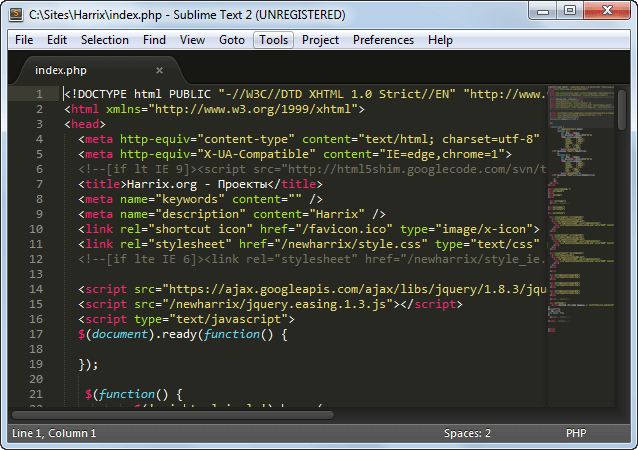 C:\Sites\Harrix\index.php - Sublime Text 2 (UNREGISTERED)
File Edit Selection Find View Goto Tools Project Preferences Help
index.php ×
1 <!DOCTYPE html PUBLIC "-//W3C//DTD XHTML 1.0 Strict//EN" "http://www.
2 <html xmlns="http://www.w3.org/1999/xhtml">
3 <head>
4 <meta http-equiv="content-type" content="text/html; charset=utf-8"
5 <meta http-equiv="X-UA-Compatible" content="IE=edge,chrome=1">
6 <!--[if lt IE 9]><script src="http://html5shim.googlecode.com/svn/t
7 <title>Harrix.org - Проекты</title>
8 <meta name="keywords" content="" />
9 <meta name="description" content="Harrix" />
10 <link rel="shortcut icon" href="/favicon.ico" type="image/x-icon">
11 <link rel="stylesheet" href="/newharrix/style.css" type="text/css"
12 <!--[if lte IE 6]><link rel="stylesheet" href="/newharrix/style_ie.
13
14 <script src="https://ajax.googleapis.com/ajax/libs/jquery/1.8.3/jqu
15 <script src="/newharrix/jquery.easing.1.3.js"></script>
16 <script type="text/javascript">
17 $(document).ready(function() {
18
19 });
20
21 $(function() {
Line 1, Column 1 Spaces: 2 PHP